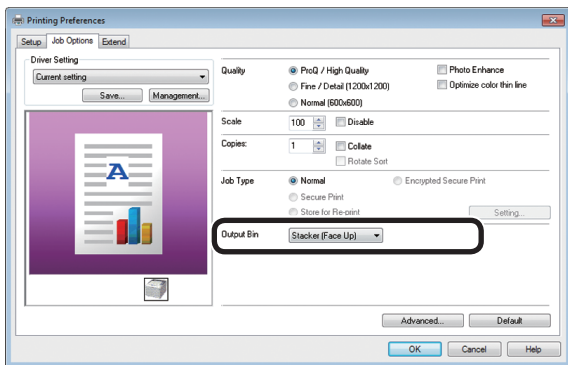 Printing Preferences
Setup Job Options Extend
Driver Setting
Current setting
Save... Management...
A
Quality ProQ / High Quality Photo Enhance
Fine / Detail (1200x1200) Optimize color thin line
Normal (600x600)
Scale 100 Disable
Copies: 1 Collate
Rotate Sort
Job Type Normal Encrypted Secure Print
Secure Print
Store for Re-print Setting...
Output Bin Stacker (Face Up)
Advanced... Default
OK Cancel Help